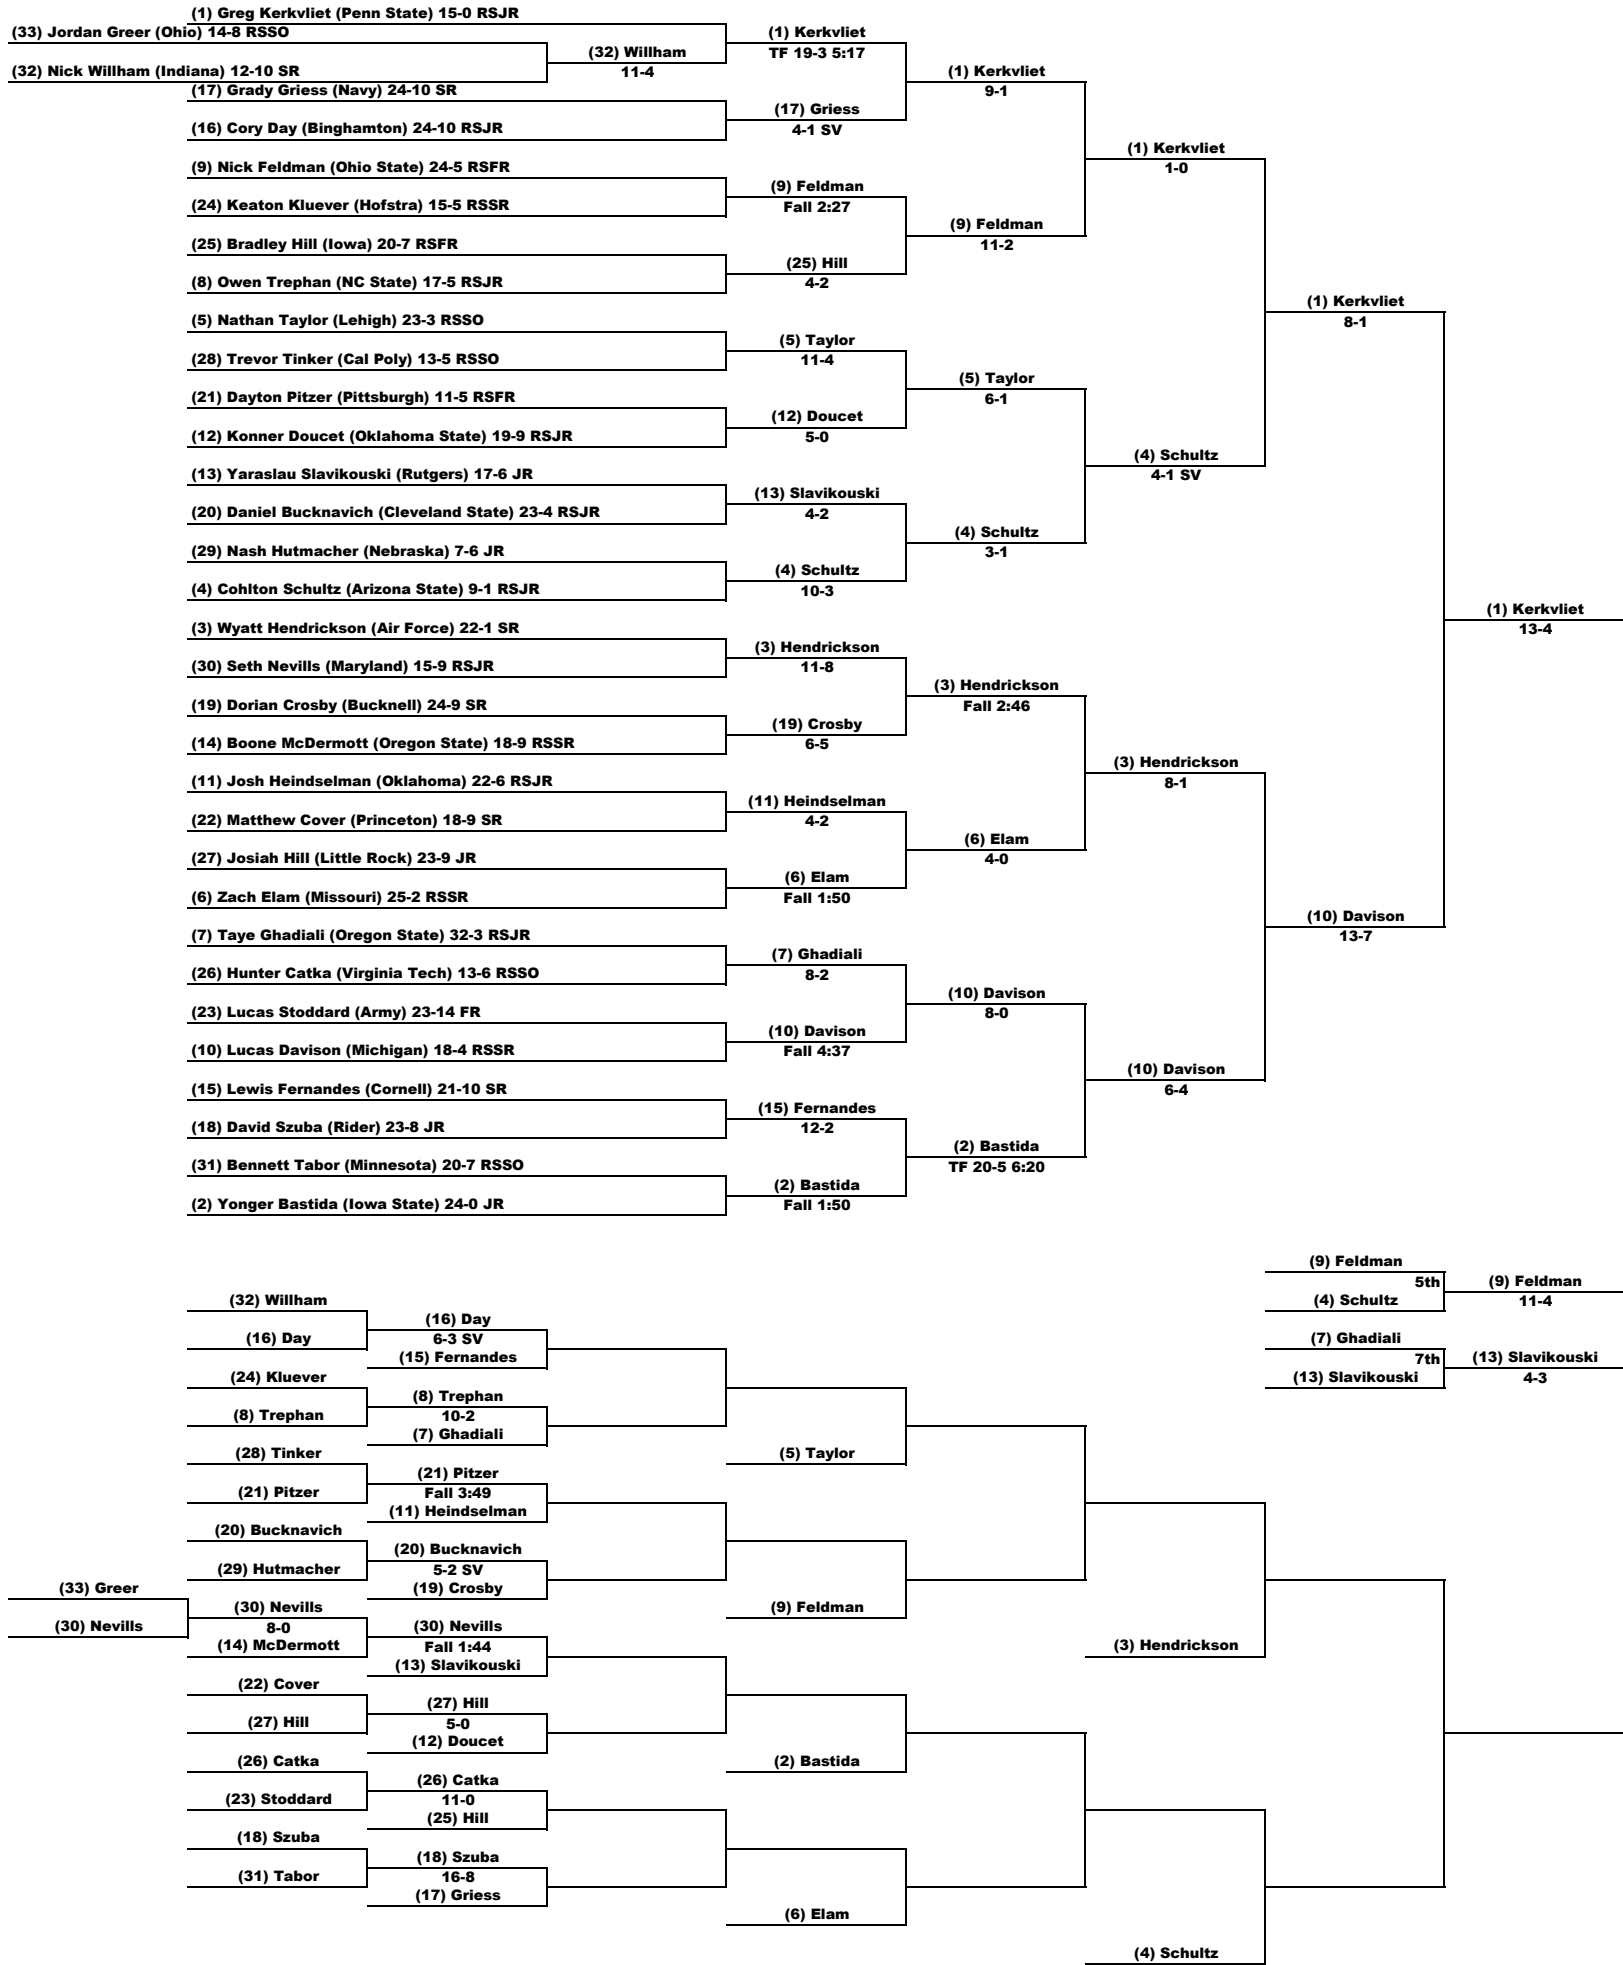 (1) Greg Kerkvliet (Penn State) 15-0 RSJR
(33) Jordan Greer (Ohio) 14-8 RSSO
(32) Nick Willham (Indiana) 12-10 SR
(17) Grady Griess (Navy) 24-10 SR
(16) Cory Day (Binghamton) 24-10 RSJR
(9) Nick Feldman (Ohio State) 24-5 RSFR
(24) Keaton Kluever (Hofstra) 15-5 RSSR
(25) Bradley Hill (Iowa) 20-7 RSFR
(8) Owen Trephan (NC State) 17-5 RSJR
(5) Nathan Taylor (Lehigh) 23-3 RSSO
(28) Trevor Tinker (Cal Poly) 13-5 RSSO
(21) Dayton Pitzer (Pittsburgh) 11-5 RSFR
(12) Konner Doucet (Oklahoma State) 19-9 RSJR
(13) Yaraslau Slavikouski (Rutgers) 17-6 JR
(20) Daniel Bucknavich (Cleveland State) 23-4 RSJR
(29) Nash Hutmacher (Nebraska) 7-6 JR
(4) Cohlton Schultz (Arizona State) 9-1 RSJR
(3) Wyatt Hendrickson (Air Force) 22-1 SR
(30) Seth Nevills (Maryland) 15-9 RSJR
(19) Dorian Crosby (Bucknell) 24-9 SR
(14) Boone McDermott (Oregon State) 18-9 RSSR
(11) Josh Heindselman (Oklahoma) 22-6 RSJR
(22) Matthew Cover (Princeton) 18-9 SR
(27) Josiah Hill (Little Rock) 23-9 JR
(6) Zach Elam (Missouri) 25-2 RSSR
(7) Taye Ghadiali (Oregon State) 32-3 RSJR
(26) Hunter Catka (Virginia Tech) 13-6 RSSO
(23) Lucas Stoddard (Army) 23-14 FR
(10) Lucas Davison (Michigan) 18-4 RSSR
(15) Lewis Fernandes (Cornell) 21-10 SR
(18) David Szuba (Rider) 23-8 JR
(31) Bennett Tabor (Minnesota) 20-7 RSSO
(2) Yonger Bastida (Iowa State) 24-0 JR
(32) Willham
11-4
(1) Kerkvliet
TF 19-3 5:17
(17) Griess
4-1 SV
(9) Feldman
Fall 2:27
(25) Hill
4-2
(5) Taylor
11-4
(12) Doucet
5-0
(13) Slavikouski
4-2
(4) Schultz
10-3
(3) Hendrickson
11-8
(19) Crosby
6-5
(11) Heindselman
4-2
(6) Elam
Fall 1:50
(7) Ghadiali
8-2
(10) Davison
Fall 4:37
(15) Fernandes
12-2
(2) Bastida
Fall 1:50
(1) Kerkvliet
9-1
(9) Feldman
11-2
(5) Taylor
6-1
(4) Schultz
3-1
(3) Hendrickson
Fall 2:46
(6) Elam
4-0
(10) Davison
8-0
(2) Bastida
TF 20-5 6:20
(1) Kerkvliet
1-0
(4) Schultz
4-1 SV
(3) Hendrickson
8-1
(10) Davison
6-4
(1) Kerkvliet
8-1
(10) Davison
13-7
(1) Kerkvliet
13-4
(9) Feldman
5th
(4) Schultz
(9) Feldman
11-4
(7) Ghadiali
7th
(13) Slavikouski
(13) Slavikouski
4-3
(33) Greer
(30) Nevills
(32) Willham
(16) Day
(24) Kluever
(8) Trephan
(28) Tinker
(21) Pitzer
(20) Bucknavich
(29) Hutmacher
(30) Nevills
8-0
(14) McDermott
(22) Cover
(27) Hill
(26) Catka
(23) Stoddard
(18) Szuba
(31) Tabor
(16) Day
6-3 SV
(15) Fernandes
(8) Trephan
10-2
(7) Ghadiali
(21) Pitzer
Fall 3:49
(11) Heindselman
(20) Bucknavich
5-2 SV
(19) Crosby
(30) Nevills
Fall 1:44
(13) Slavikouski
(27) Hill
5-0
(12) Doucet
(26) Catka
11-0
(25) Hill
(18) Szuba
16-8
(17) Griess
(5) Taylor
(9) Feldman
(2) Bastida
(6) Elam
(3) Hendrickson
(4) Schultz